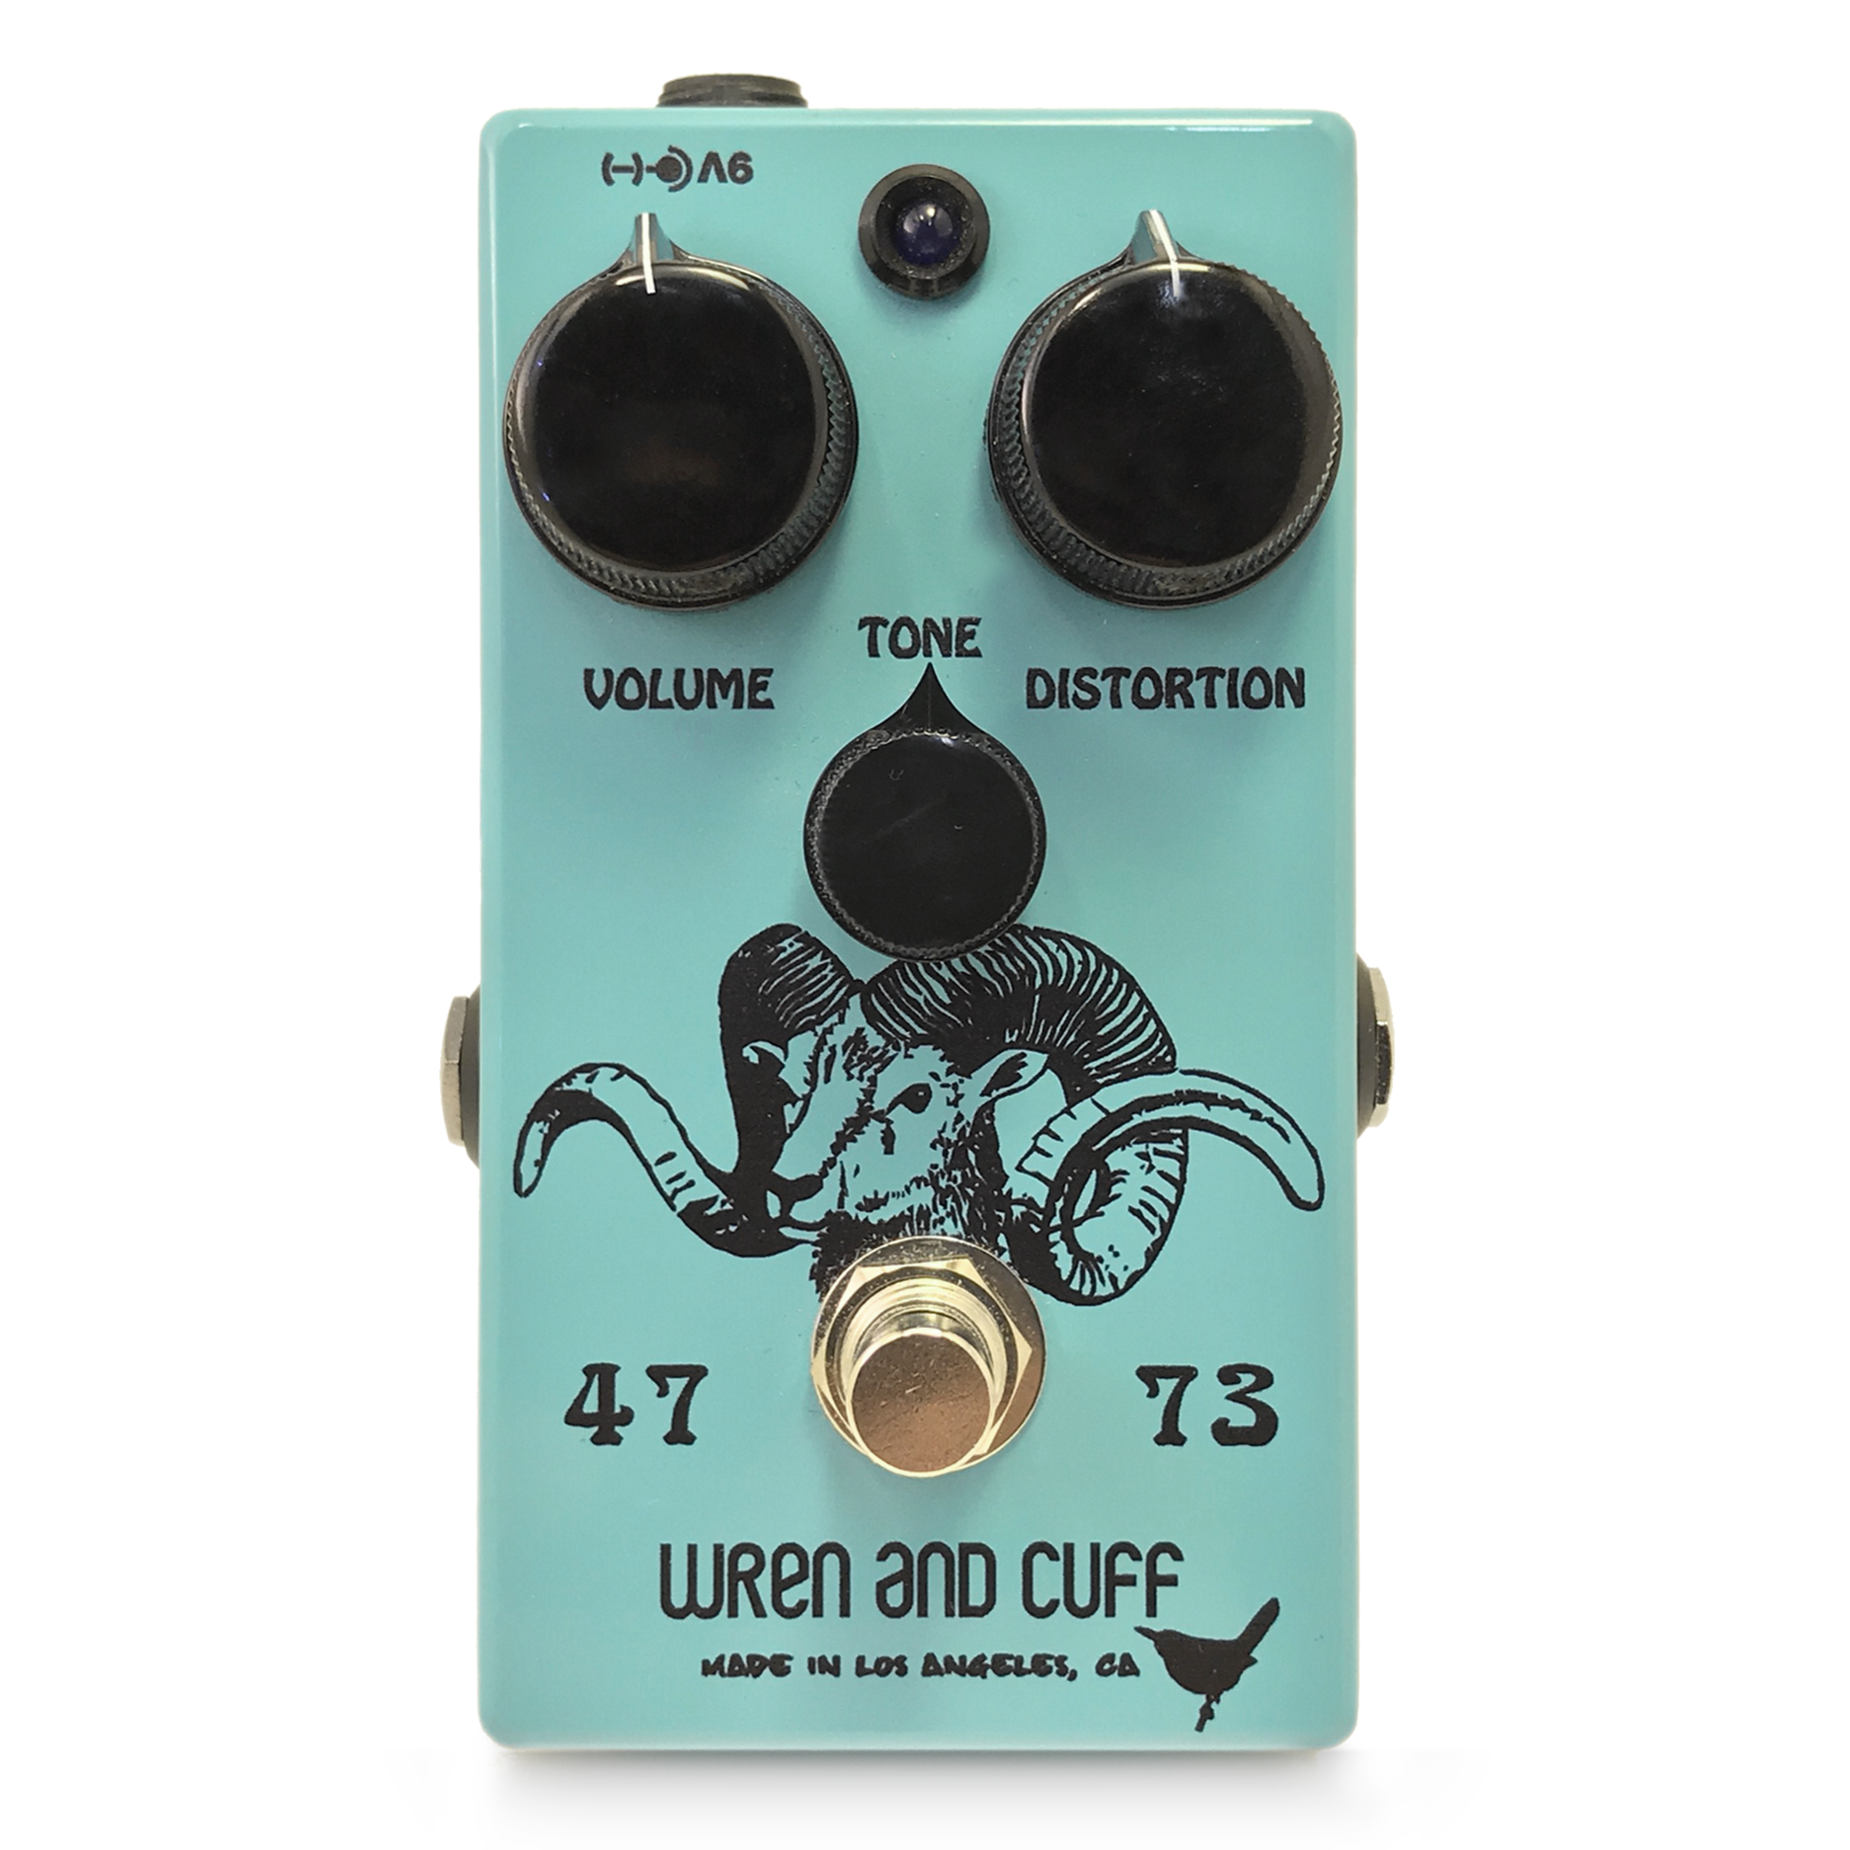 9V
TONE
VOLUME
DISTORTION
47
73
WREN AND CUFF
MADE IN LOS ANGELES, CA